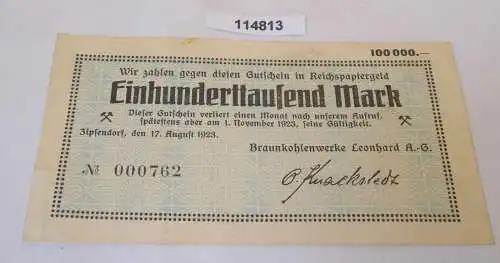 114813
100 000.—
Wir zahlen gegen diesen Gutschein in Reichspapiergeld
Einhunderttausend Mark
Dieser Gutschein verliert einen Monat nach unserem Aufruf,
spätestens aber am 1. November 1923, seine Gültigkeit.
Zipsendorf, den 17. August 1923.
Braunkohlenwerke Leonhard A.-G.
№ 000762